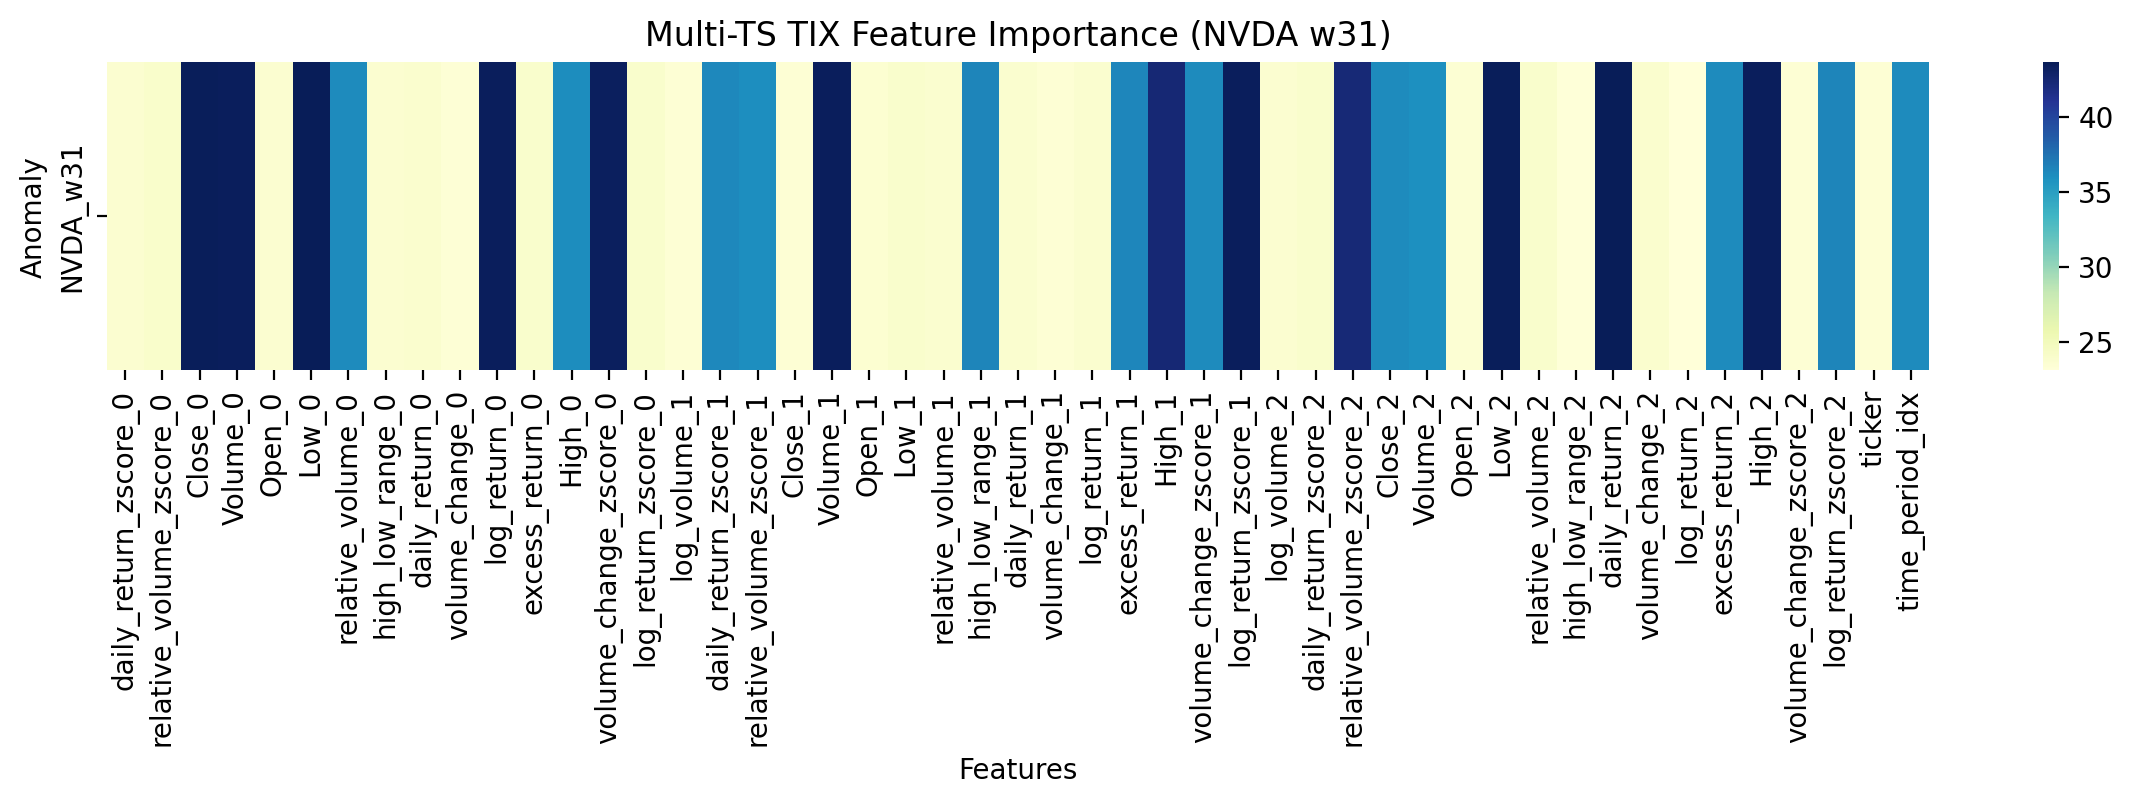 Multi-TS TIX Feature Importance (NVDA w31)
Anomaly
NVDA_w31
40
35
30
25
daily_return_zscore_0
relative_volume_zscore_0
Close_0
Volume_0
Open_0
Low_0
relative_volume_0
high_low_range_0
daily_return_0
volume_change_0
log_return_0
excess_return_0
High_0
volume_change_zscore_0
log_return_zscore_0
log_volume_1
daily_return_zscore_1
relative_volume_zscore_1
Close_1
Volume_1
Open_1
Low_1
relative_volume_1
high_low_range_1
daily_return_1
volume_change_1
log_return_1
excess_return_1
High_1
volume_change_zscore_1
log_return_zscore_1
log_volume_2
daily_return_zscore_2
relative_volume_zscore_2
Close_2
Volume_2
Open_2
Low_2
relative_volume_2
high_low_range_2
daily_return_2
volume_change_2
log_return_2
excess_return_2
High_2
volume_change_zscore_2
log_return_zscore_2
ticker
time_period_idx
Features